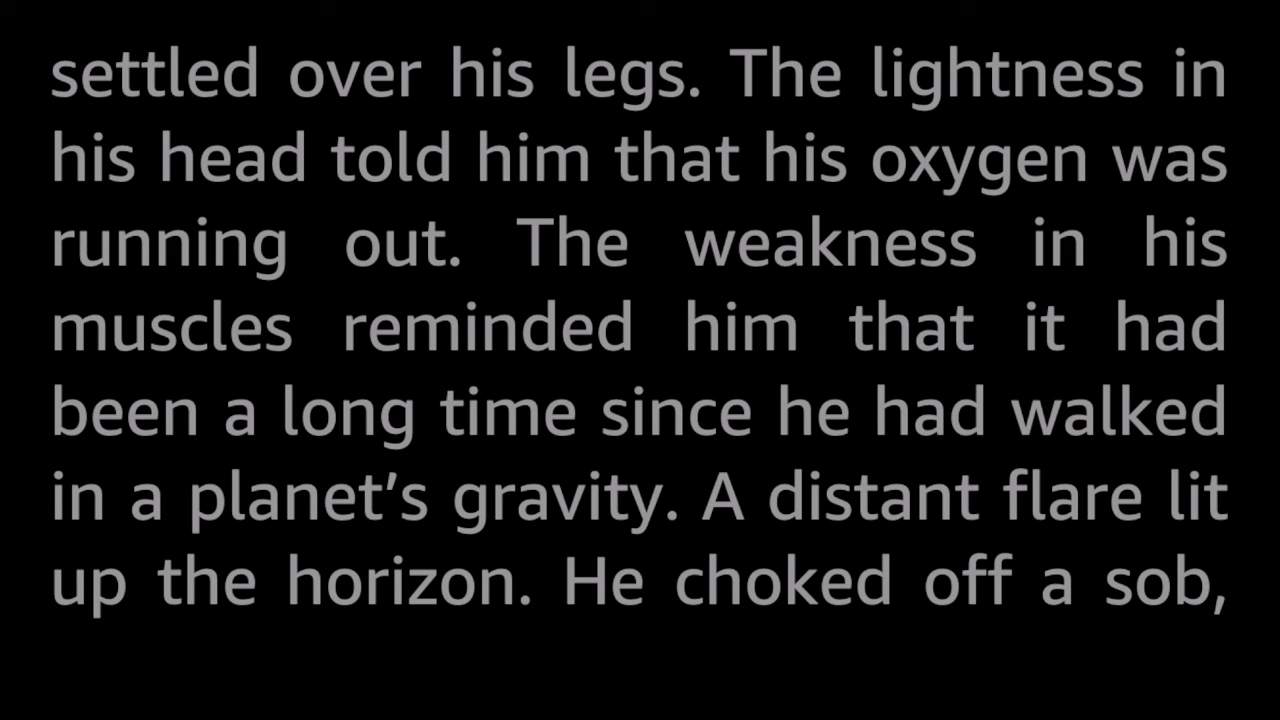 settled over his legs. The lightness in
his head told him that his oxygen was
running out. The weakness in his
muscles reminded him that it had
been a long time since he had walked
in a planet’s gravity. A distant flare lit
up the horizon. He choked off a sob,